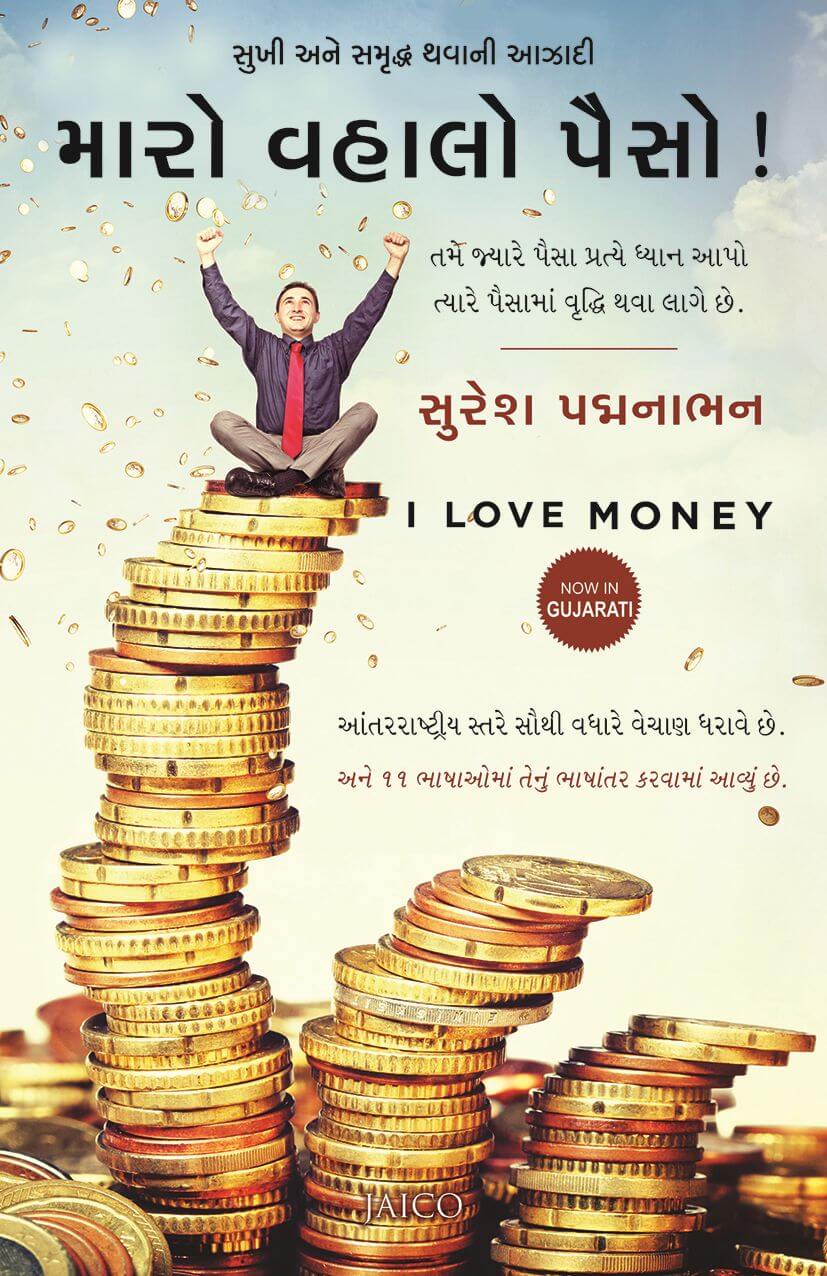 સુખી અને સમૃદ્ધ થવાની આઝાદી
મારો વહાલો પૈસો !
તમે જ્યારે પૈસા પ્રત્યે ધ્યાન આપો
ત્યારે પૈસામાં વૃદ્ધિ થવા લાગે છે.
સુરેશ પદ્મનાભન
I LOVE MONEY
NOW IN
GUJARATI
આંતરરાષ્ટ્રીય સ્તરે સૌથી વધારે વેચાણ ધરાવે છે.
અને ૧૧ ભાષાઓમાં તેનું ભાષાંતર કરવામાં આવ્યું છે.
JAICO